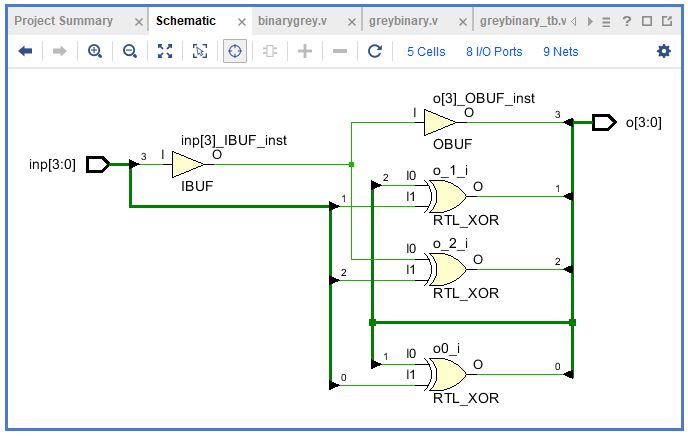 Project Summary × Schematic × binarygrey.v × greybinary.v × greybinary_tb.v
5 Cells 8 I/O Ports 9 Nets
o[3]_OBUF_inst
I O 3 o[3:0]
inp[3]_IBUF_inst
OBUF
inp[3:0] 3 I O
IBUF
o_1_i
2 I0 O
1 I1 1
RTL_XOR
o_2_i
I0 O
2 I1 2
RTL_XOR
o0_i
1 I0 O
0 I1 0
RTL_XOR